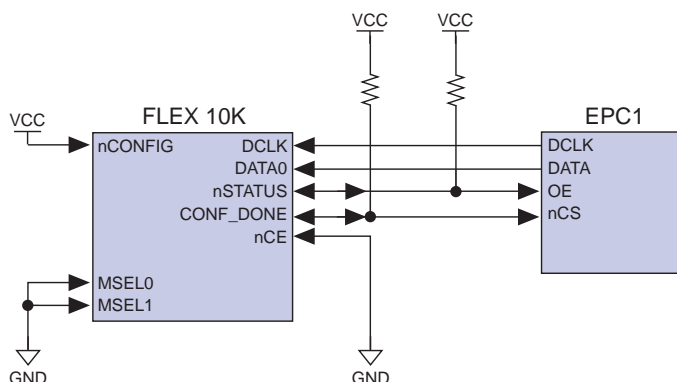 VCC
VCC
VCC
FLEX 10K
EPC1
nCONFIG
DCLK
DCLK
DATA0
DATA
nSTATUS
OE
CONF_DONE
nCS
nCE
MSEL0
MSEL1
GND
GND